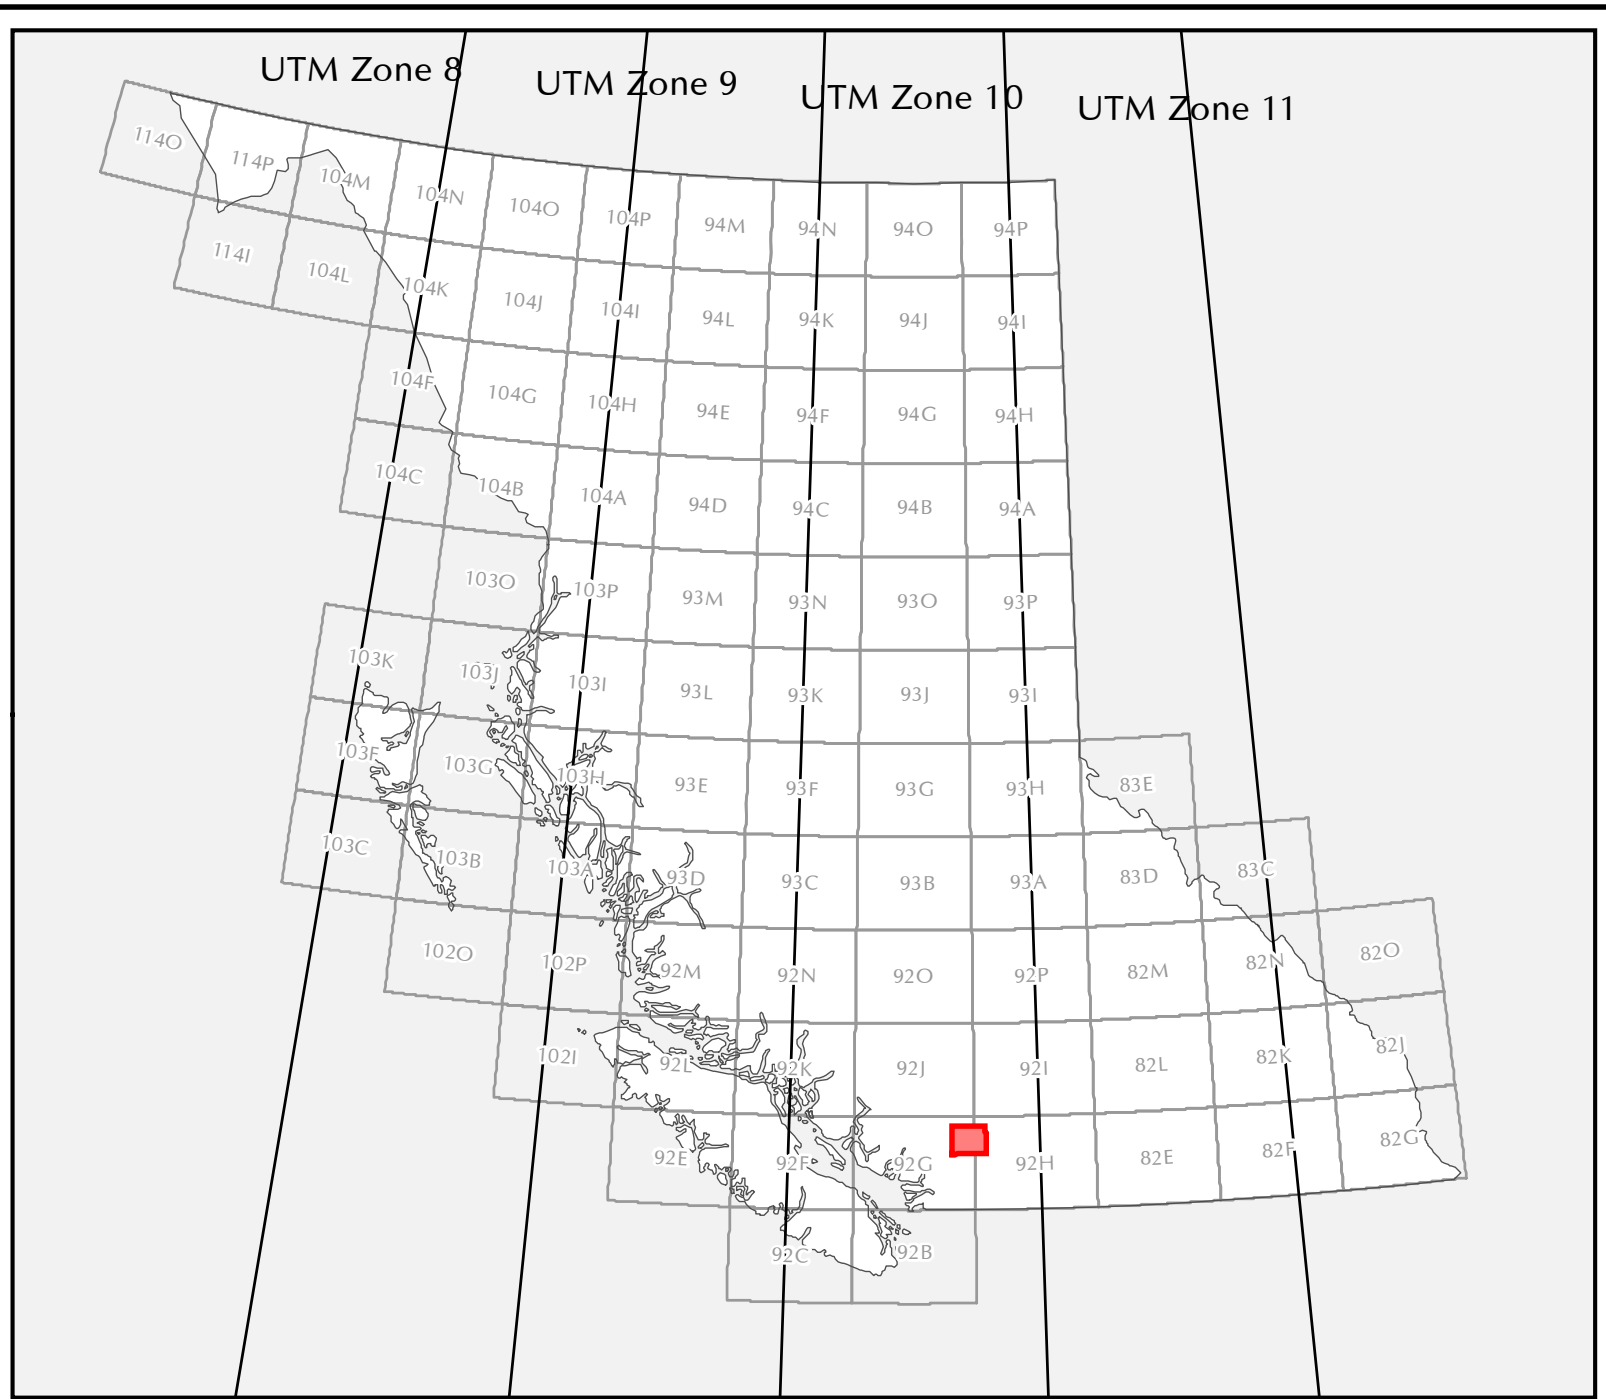 UTM Zone 8
UTM Zone 9
UTM Zone 10
UTM Zone 11
114O 114P 104M 104N 104O 104P 94M 94N 94O 94P
114I 104L 104K 104J 104I 94L 94K 94J 94I
104F 104G 104H 94E 94F 94G 94H
104C 104B 104A 94D 94C 94B 94A
103O 103P 93M 93N 93O 93P
103K 103J 103I 93L 93K 93J 93I
103F 103G 103H 93E 93F 93G 93H 83E
103C 103B 103A 93D 93C 93B 93A 83D 83C
102O 102P 92M 92N 92O 92P 82M 82N 82O
102I 92L 92K 92J 92I 82L 82K 82J
92E 92F 92G 92H 82E 82F 82G
92C 92B